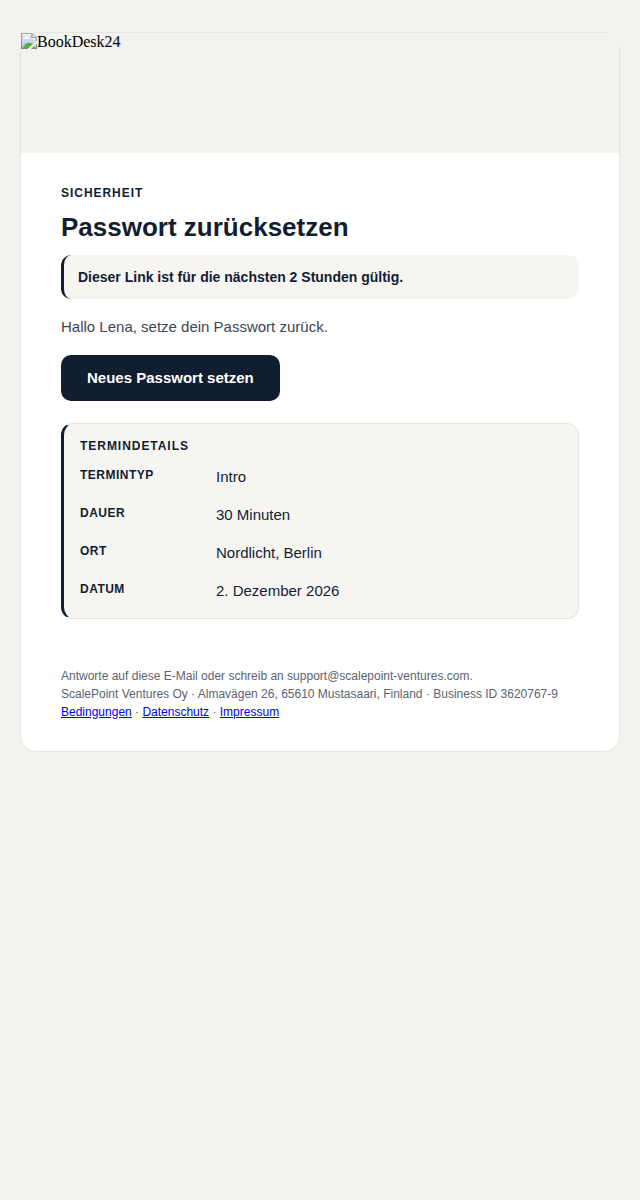 BookDesk24
SICHERHEIT
Passwort zurücksetzen
Dieser Link ist für die nächsten 2 Stunden gültig.
Hallo Lena, setze dein Passwort zurück.
Neues Passwort setzen
TERMINDETAILS
TERMINTYP Intro
DAUER 30 Minuten
ORT Nordlicht, Berlin
DATUM 2. Dezember 2026
Antworte auf diese E-Mail oder schreib an support@scalepoint-ventures.com.
ScalePoint Ventures Oy · Almavägen 26, 65610 Mustasaari, Finland · Business ID 3620767-9
Bedingungen · Datenschutz · Impressum